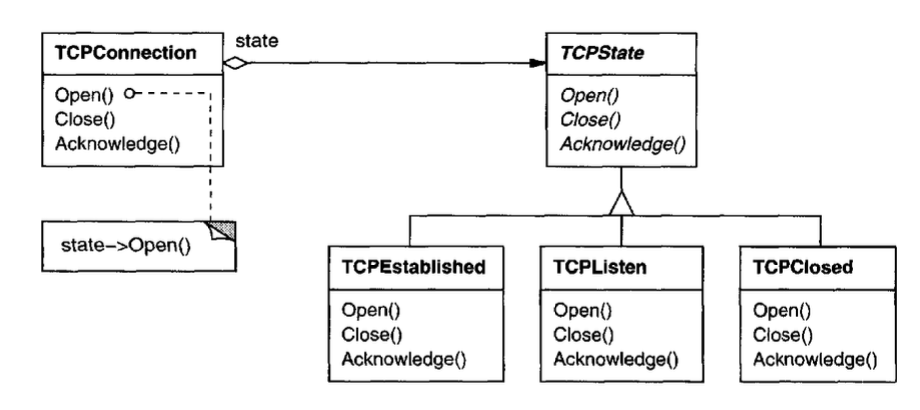 TCPConnection
Open()
Close()
Acknowledge()
state
TCPState
Open()
Close()
Acknowledge()
state->Open()
TCPEstablished
Open()
Close()
Acknowledge()
TCPListen
Open()
Close()
Acknowledge()
TCPClosed
Open()
Close()
Acknowledge()